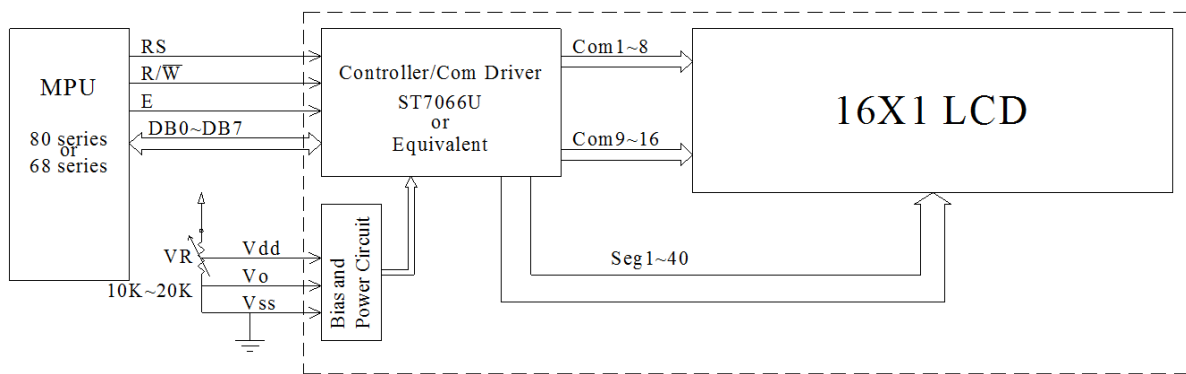 MPU
80 series
or
68 series
RS
R/W̅
E
DB0~DB7
Controller/Com Driver
ST7066U
or
Equivalent
Com1~8
Com9~16
16X1 LCD
VR
10K~20K
Vdd
Vo
Vss
Bias and
Power Circuit
Seg1~40